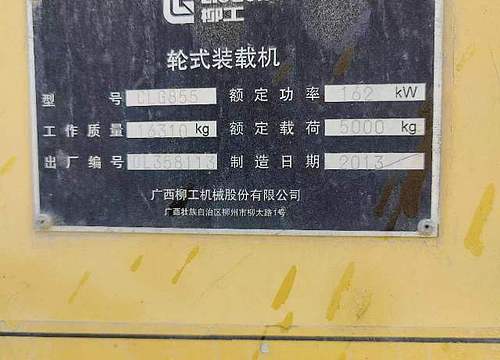 柳工
轮式装载机
型 号 CLG855 额定功率 162 kW
工作质量 16310 kg 额定载荷 5000 kg
出厂编号 CL358113 制造日期 2013
广西柳工机械股份有限公司
广西壮族自治区柳州市柳太路1号